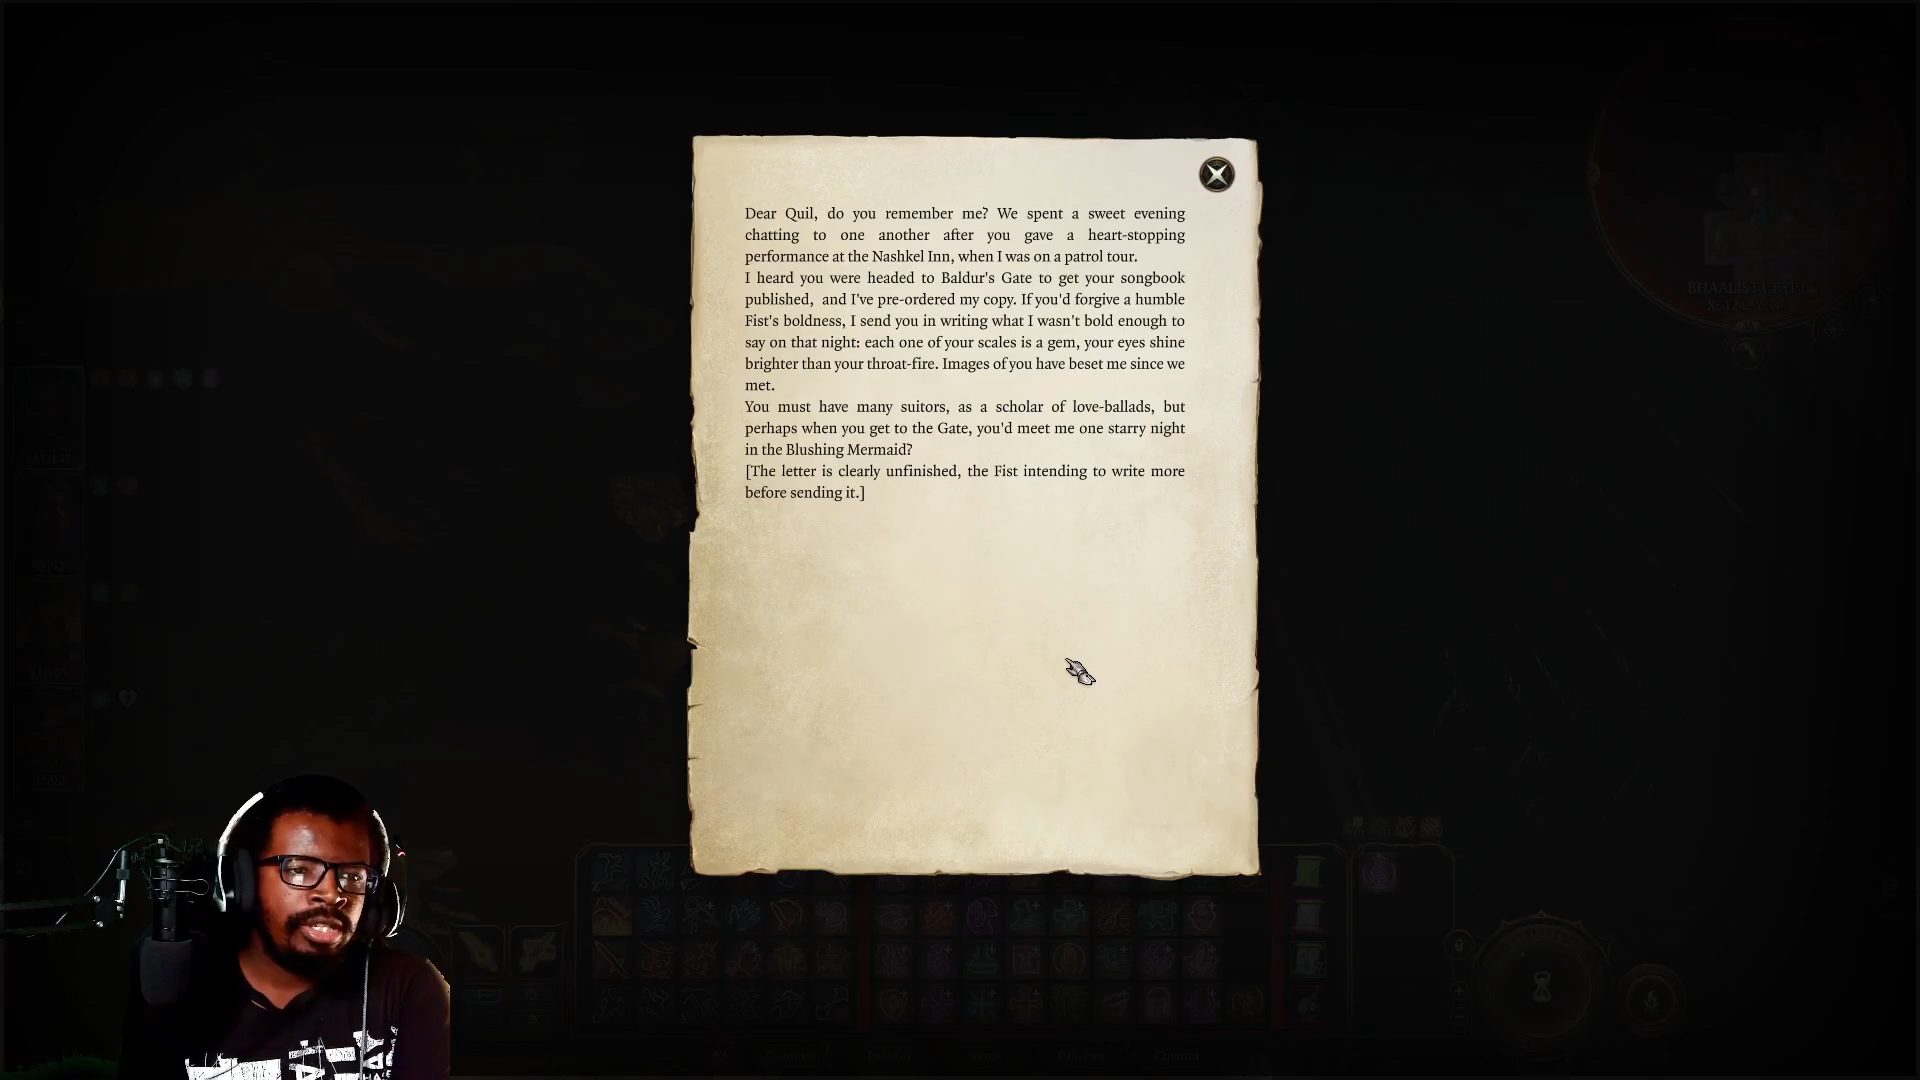 Dear Quil, do you remember me? We spent a sweet evening
chatting to one another after you gave a heart-stopping
performance at the Nashkel Inn, when I was on a patrol tour.
I heard you were headed to Baldur's Gate to get your songbook
published, and I've pre-ordered my copy. If you'd forgive a humble
Fist's boldness, I send you in writing what I wasn't bold enough to
say on that night: each one of your scales is a gem, your eyes shine
brighter than your throat-fire. Images of you have beset me since we
met.
You must have many suitors, as a scholar of love-ballads, but
perhaps when you get to the Gate, you'd meet me one starry night
in the Blushing Mermaid?
[The letter is clearly unfinished, the Fist intending to write more
before sending it.]
BHAALIST CRYPT